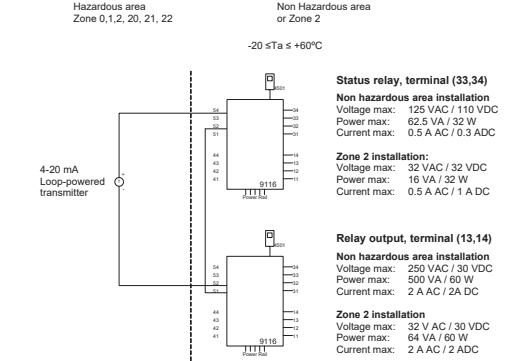 Hazardous area
Zone 0,1,2, 20, 21, 22
Non Hazardous area
or Zone 2
-20 ≤Ta ≤ +60ºC
4501
54
53
52
51
44
43
42
41
34
33
32
31
14
13
12
11
9116
Power Rail
4-20 mA
Loop-powered
transmitter
+
-
4501
54
53
52
51
44
43
42
41
34
33
32
31
14
13
12
11
9116
Power Rail
Status relay, terminal (33,34)
Non hazardous area installation
Voltage max: 125 VAC / 110 VDC
Power max: 62.5 VA / 32 W
Current max: 0.5 A AC / 0.3 ADC
Zone 2 installation:
Voltage max: 32 VAC / 32 VDC
Power max: 16 VA / 32 W
Current max: 0.5 A AC / 1 A DC
Relay output, terminal (13,14)
Non hazardous area installation
Voltage max: 250 VAC / 30 VDC
Power max: 500 VA / 60 W
Current max: 2 A AC / 2A DC
Zone 2 installation
Voltage max: 32 V AC / 30 VDC
Power max: 64 VA / 60 W
Current max: 2 A AC / 2 ADC